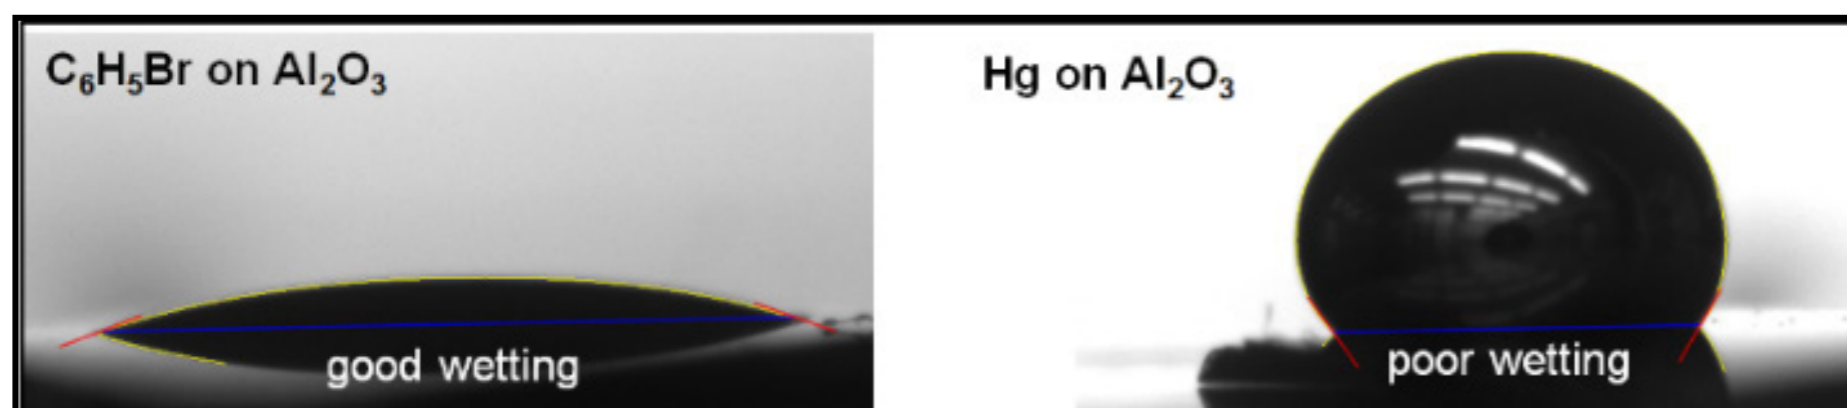 C₆H₅Br on Al₂O₃
good wetting
Hg on Al₂O₃
poor wetting